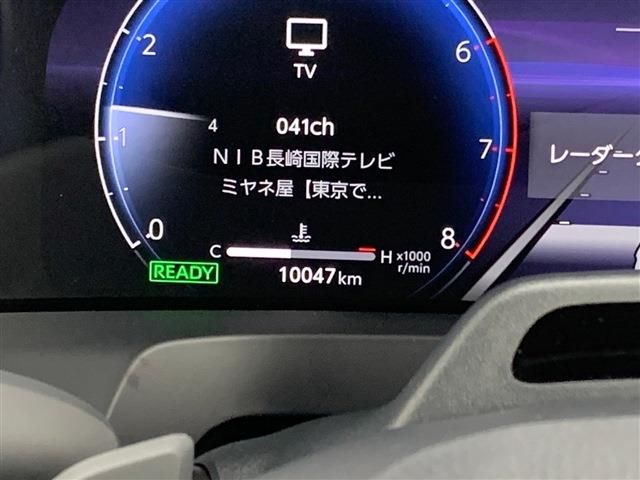 TV
4 041ch
NIB長崎国際テレビ
ミヤネ屋【東京で...
レーダーク
2
1
0
6
7
8
C H ×1000 r/min
READY
10047km